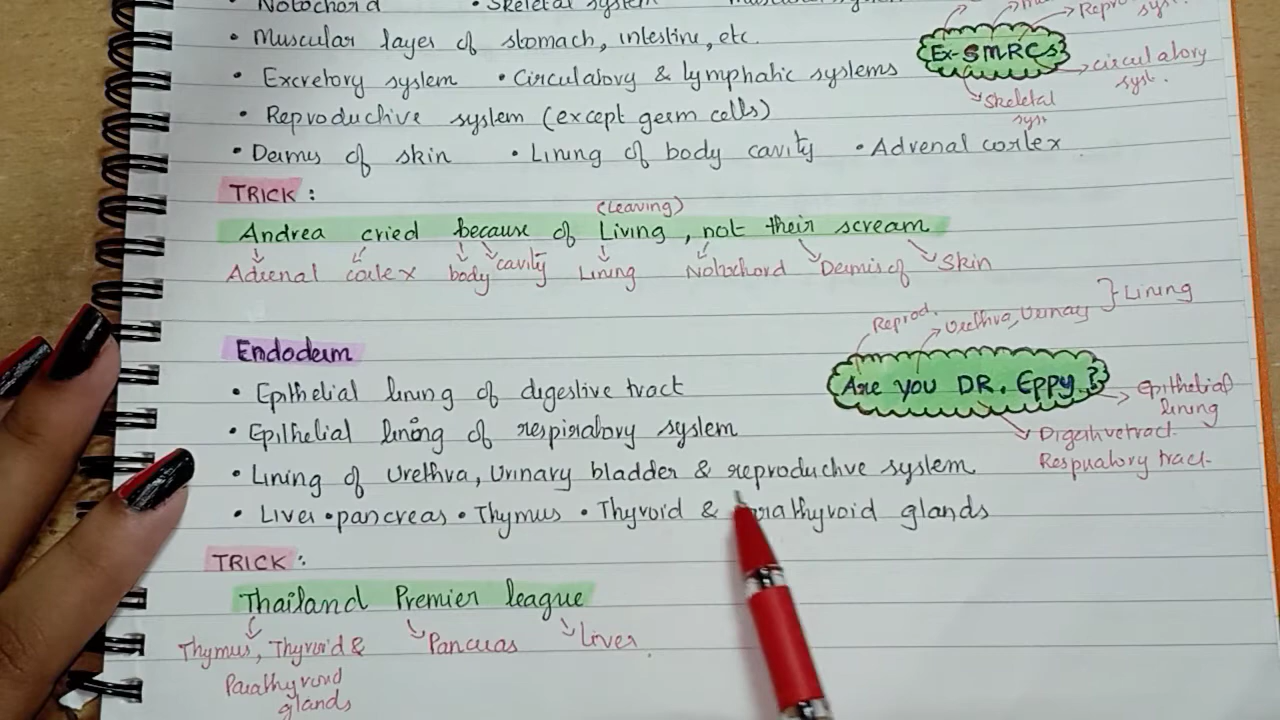 Notochord • Skeletal system
• Muscular layer of stomach, intestine, etc.
• Excretory system • Circulatory & lymphatic systems
• Reproductive system (except germ cells)
• Dermis of skin • Lining of body cavity • Adrenal cortex
Ex-SMRCs
circulatory
syst.
Skeletal
syst
TRICK :
(Leaving)
Andrea cried because of Living, not their scream
Adrenal cortex body cavity Lining Notochord Dermis of Skin
Endoderm
• Epithelial lining of digestive tract
• Epithelial lining of respiratory system
• Lining of Urethra, Urinary bladder & reproductive system
• Liver • pancreas • Thymus • Thyroid & parathyroid glands
Reprod. Urethra, Urinary } Lining
Are you DR. Eppy ?
Epithelial
lining
Digestive tract
Respiratory tract
TRICK :
Thailand Premier league
Thymus, Thyroid & Pancreas Liver
Parathyroid
glands